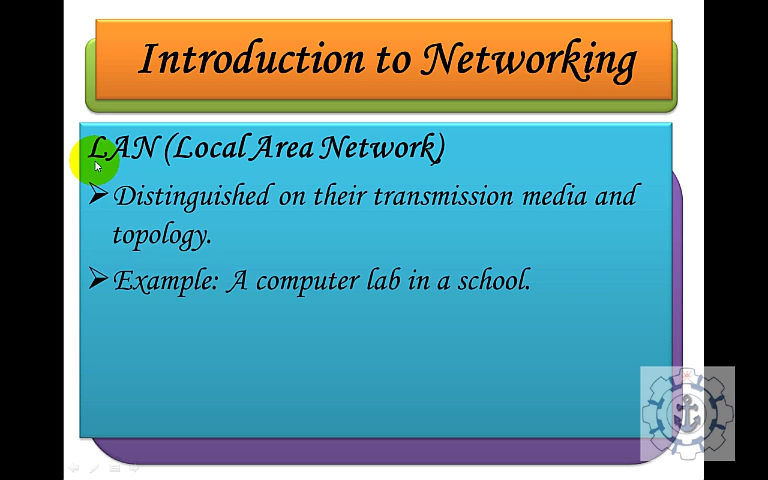 Introduction to Networking
LAN (Local Area Network)
Distinguished on their transmission media and
topology.
Example: A computer lab in a school.